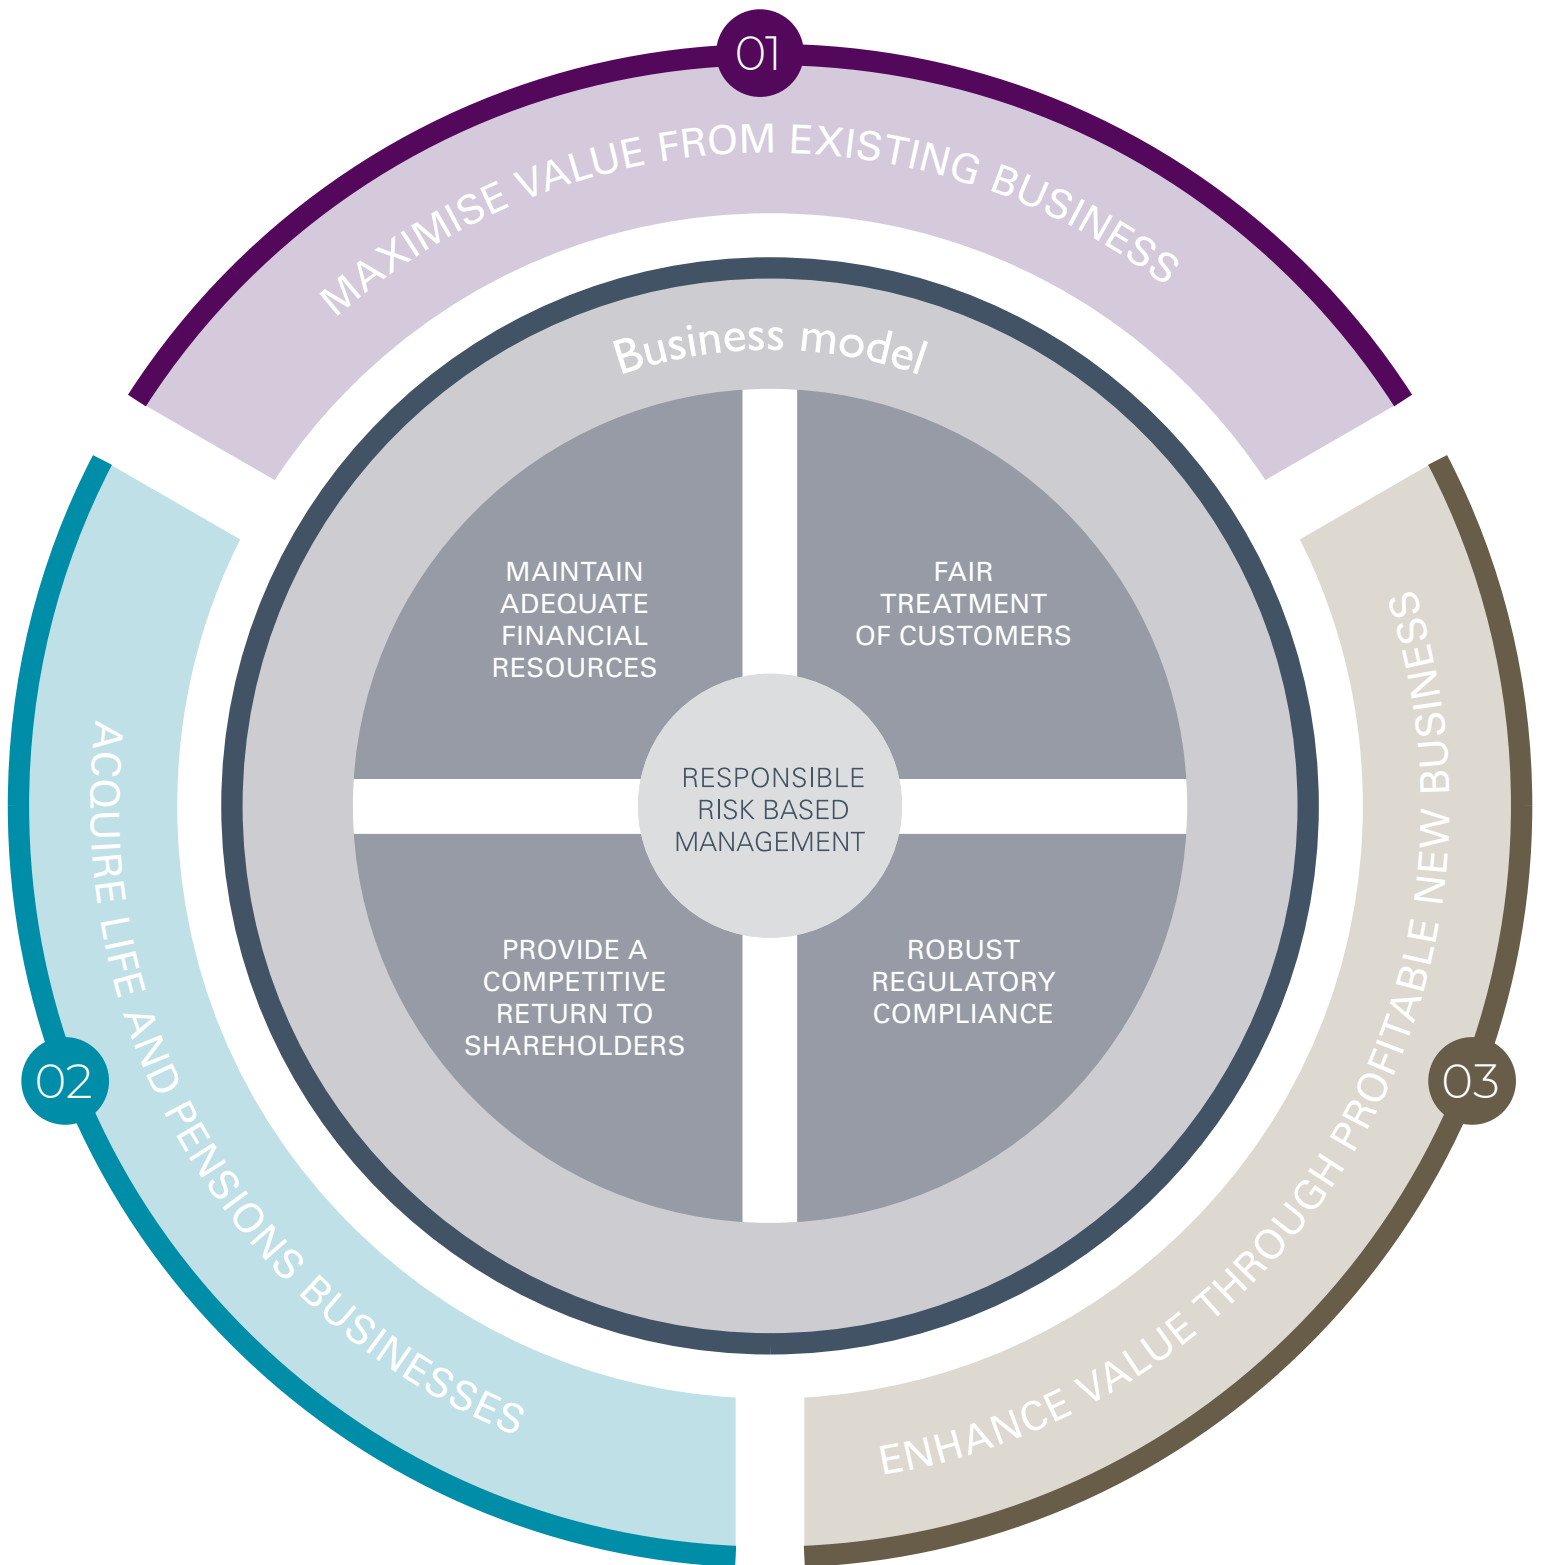 01
MAXIMISE VALUE FROM EXISTING BUSINESS
Business model
MAINTAIN
ADEQUATE
FINANCIAL
RESOURCES
FAIR
TREATMENT
OF CUSTOMERS
RESPONSIBLE
RISK BASED
MANAGEMENT
PROVIDE A
COMPETITIVE
RETURN TO
SHAREHOLDERS
ROBUST
REGULATORY
COMPLIANCE
02
ACQUIRE LIFE AND PENSIONS BUSINESSES
03
ENHANCE VALUE THROUGH PROFITABLE NEW BUSINESS